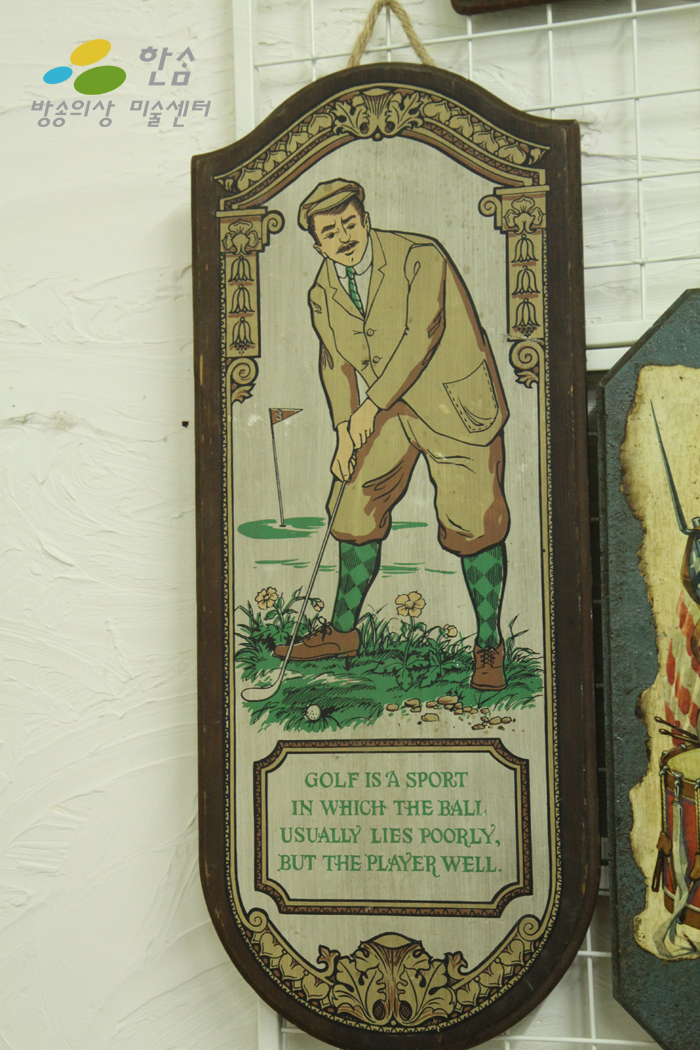 한솜
방송의상 미술센터
GOLF IS A SPORT
IN WHICH THE BALL
USUALLY LIES POORLY,
BUT THE PLAYER WELL.